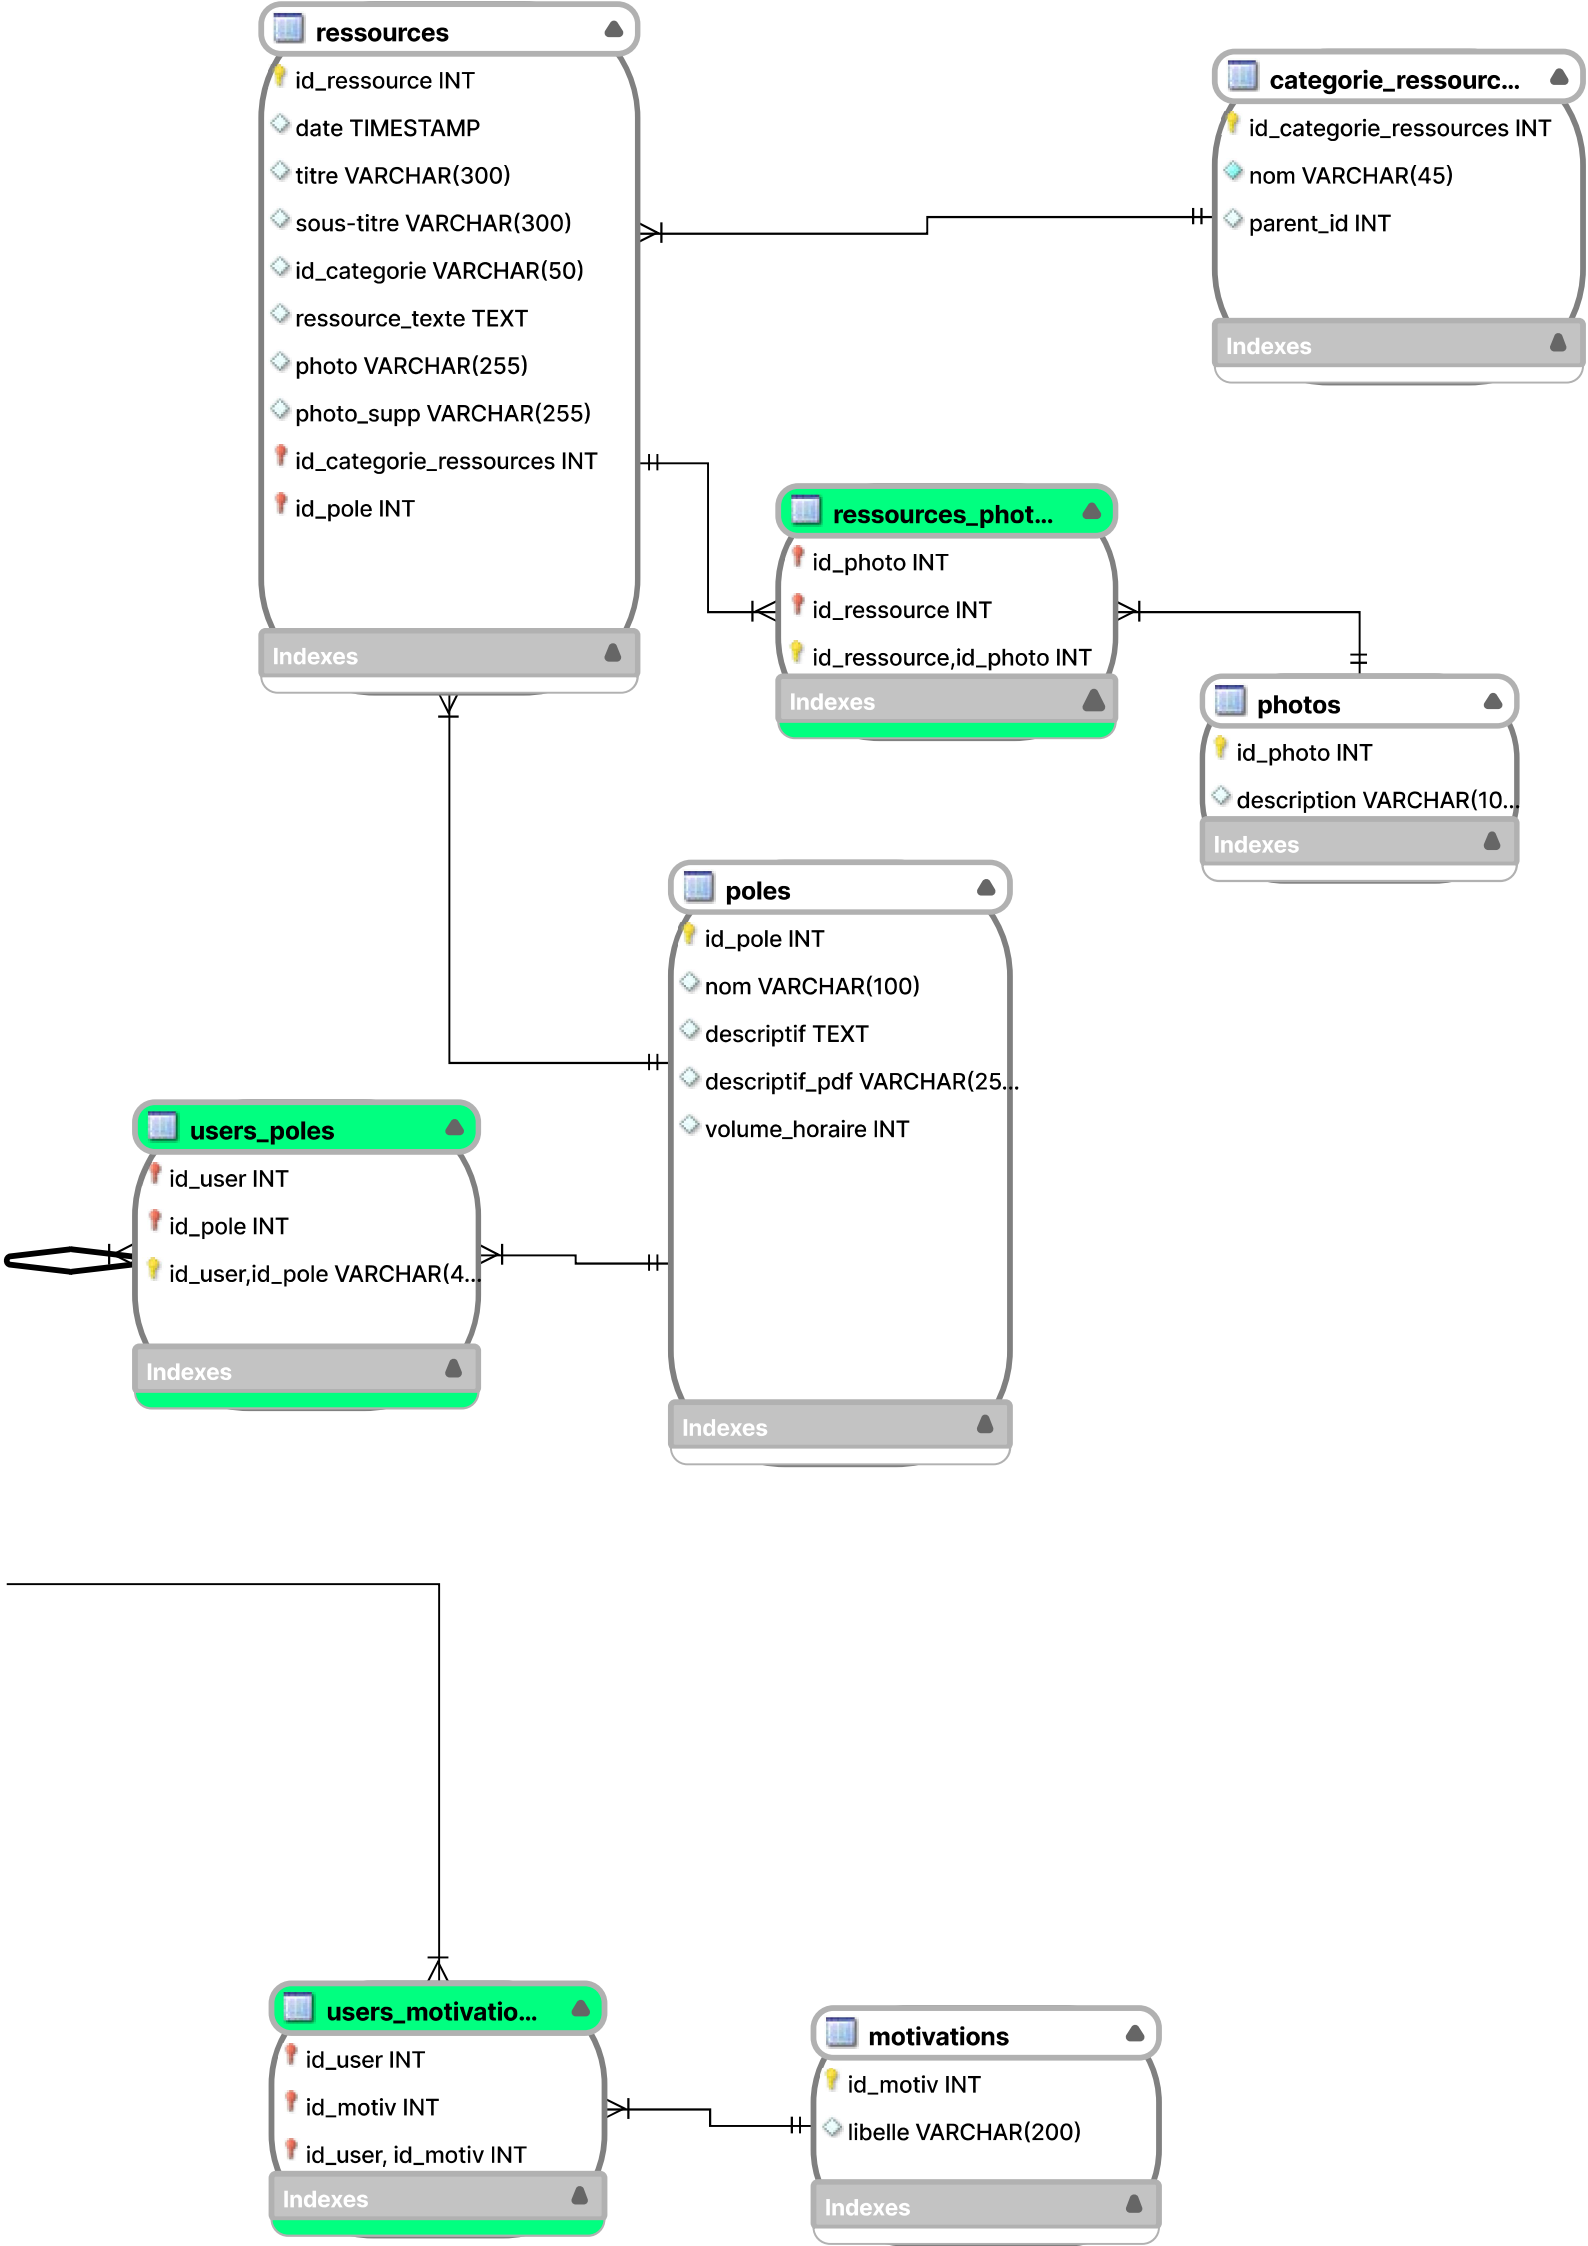 ressources
id_ressource INT
date TIMESTAMP
titre VARCHAR(300)
sous-titre VARCHAR(300)
id_categorie VARCHAR(50)
ressource_texte TEXT
photo VARCHAR(255)
photo_supp VARCHAR(255)
id_categorie_ressources INT
id_pole INT
Indexes
categorie_ressourc...
id_categorie_ressources INT
nom VARCHAR(45)
parent_id INT
Indexes
ressources_phot...
id_photo INT
id_ressource INT
id_ressource,id_photo INT
Indexes
photos
id_photo INT
description VARCHAR(10...
Indexes
poles
id_pole INT
nom VARCHAR(100)
descriptif TEXT
descriptif_pdf VARCHAR(25...
volume_horaire INT
Indexes
users_poles
id_user INT
id_pole INT
id_user,id_pole VARCHAR(4...
Indexes
users_motivatio...
id_user INT
id_motiv INT
id_user, id_motiv INT
Indexes
motivations
id_motiv INT
libelle VARCHAR(200)
Indexes